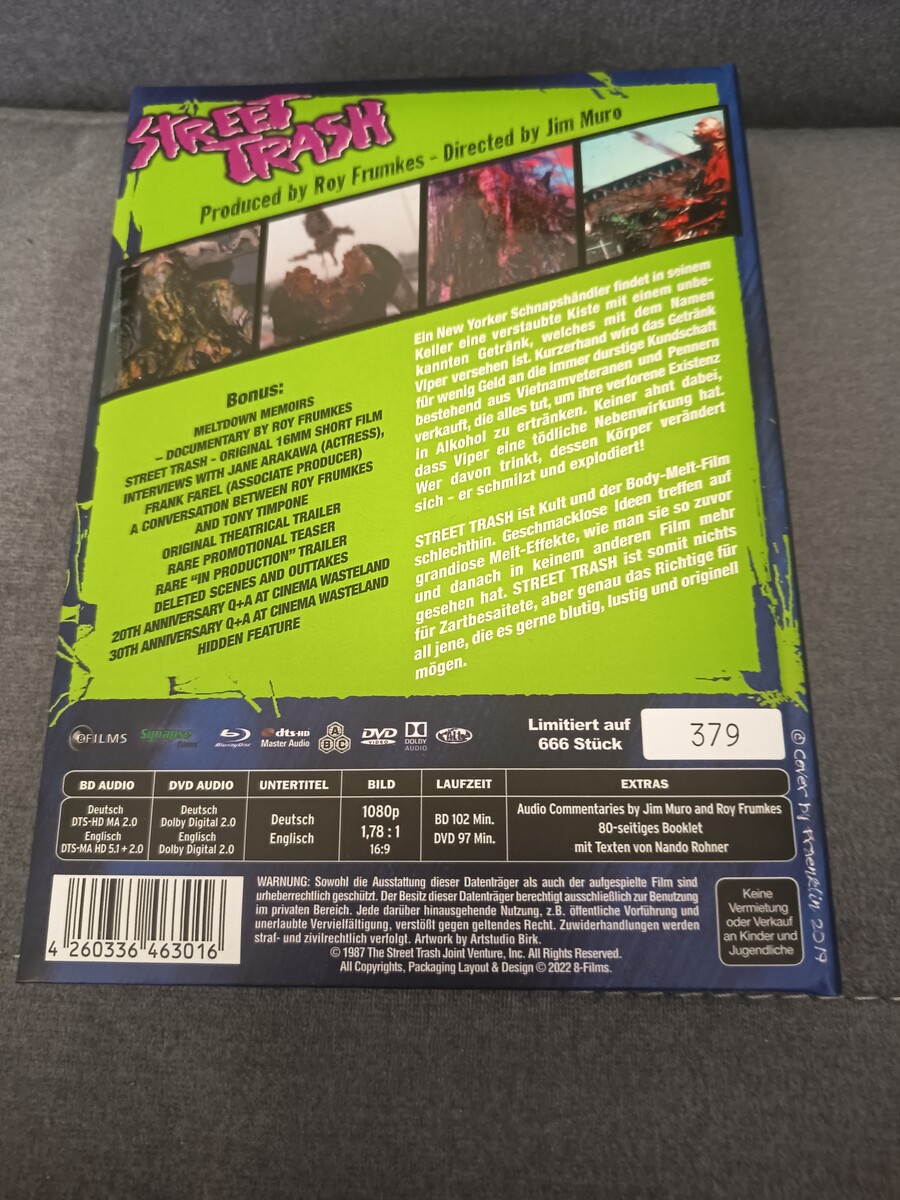 STREET
TRASH
Produced by Roy Frumkes - Directed by Jim Muro
Ein New Yorker Schnapshändler findet in seinem
Keller eine verstaubte Kiste mit einem unbe-
kannten Getränk, welches mit dem Namen
Viper versehen ist. Kurzerhand wird das Getränk
für wenig Geld an die immer durstige Kundschaft
bestehend aus Vietnamveteranen und Pennern
verkauft, die alles tut, um ihre verlorene Existenz
in Alkohol zu ertränken. Keiner ahnt dabei,
dass Viper eine tödliche Nebenwirkung hat.
Wer davon trinkt, dessen Körper verändert
sich - er schmilzt und explodiert!
STREET TRASH ist Kult und der Body-Melt-Film
schlechthin. Geschmacklose Ideen treffen auf
grandiose Melt-Effekte, wie man sie so zuvor
und danach in keinem anderen Film mehr
gesehen hat. STREET TRASH ist somit nichts
für Zartbesaitete, aber genau das Richtige für
all jene, die es gerne blutig, lustig und originell
mögen.
Bonus:
MELTDOWN MEMOIRS
– DOCUMENTARY BY ROY FRUMKES
STREET TRASH - ORIGINAL 16MM SHORT FILM
INTERVIEWS WITH JANE ARAKAWA (ACTRESS),
FRANK FAREL (ASSOCIATE PRODUCER)
A CONVERSATION BETWEEN ROY FRUMKES
AND TONY TIMPONE
ORIGINAL THEATRICAL TRAILER
RARE PROMOTIONAL TEASER
RARE "IN PRODUCTION" TRAILER
DELETED SCENES AND OUTTAKES
20TH ANNIVERSARY Q+A AT CINEMA WASTELAND
30TH ANNIVERSARY Q+A AT CINEMA WASTELAND
HIDDEN FEATURE
8FILMS
Synapse
Blu-ray Disc
dts-HD
Master Audio
A
B
C
DVD
VIDEO
DOLBY
AUDIO
Limitiert auf
666 Stück
379
BD AUDIO
Deutsch
DTS-HD MA 2.0
Englisch
DTS-MA HD 5.1 + 2.0
DVD AUDIO
Deutsch
Dolby Digital 2.0
Englisch
Dolby Digital 2.0
UNTERTITEL
Deutsch
Englisch
BILD
1080p
1,78 : 1
16:9
LAUFZEIT
BD 102 Min.
DVD 97 Min.
EXTRAS
Audio Commentaries by Jim Muro and Roy Frumkes
80-seitiges Booklet
mit Texten von Nando Rohner
4 260336 463016
WARNUNG: Sowohl die Ausstattung dieser Datenträger als auch der aufgespielte Film sind
urheberrechtlich geschützt. Der Besitz dieser Datenträger berechtigt ausschließlich zur Benutzung
im privaten Bereich. Jede darüber hinausgehende Nutzung, z.B. öffentliche Vorführung und
unerlaubte Vervielfältigung, verstößt gegen geltendes Recht. Zuwiderhandlungen werden
straf- und zivilrechtlich verfolgt. Artwork by Artstudio Birk.
© 1987 The Street Trash Joint Venture, Inc. All Rights Reserved.
All Copyrights, Packaging Layout & Design © 2022 8-Films.
Keine
Vermietung
oder Verkauf
an Kinder und
Jugendliche
© cover by 2019